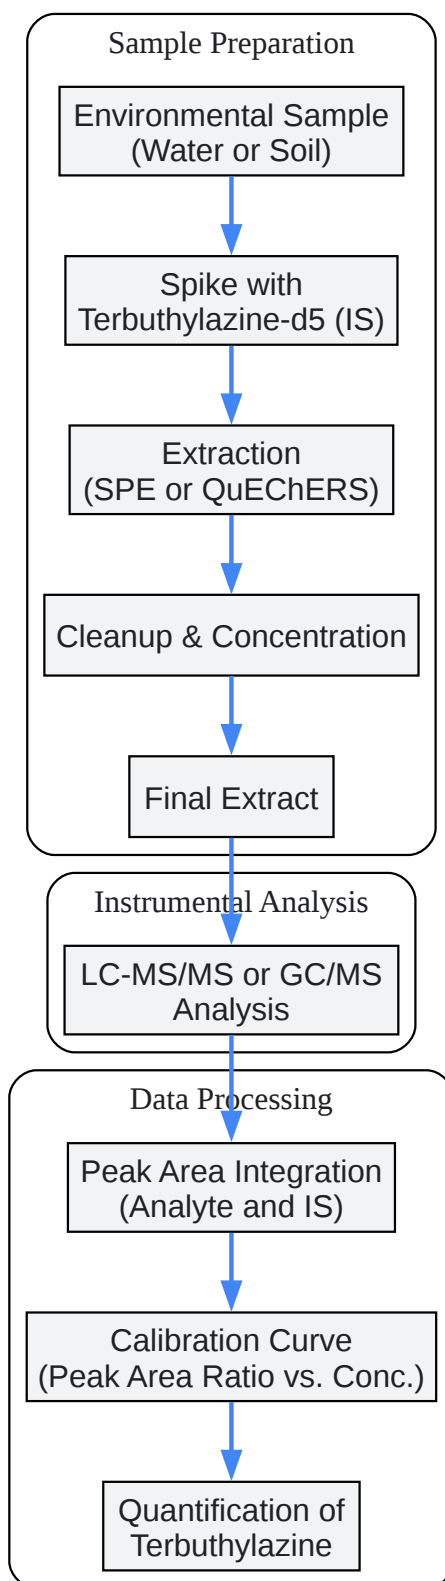 Sample Preparation
Environmental Sample
(Water or Soil)
Spike with
Terbuthylazine-d5 (IS)
Extraction
(SPE or QuEChERS)
Cleanup & Concentration
Final Extract
Instrumental Analysis
LC-MS/MS or GC/MS
Analysis
Data Processing
Peak Area Integration
(Analyte and IS)
Calibration Curve
(Peak Area Ratio vs. Conc.)
Quantification of
Terbuthylazine